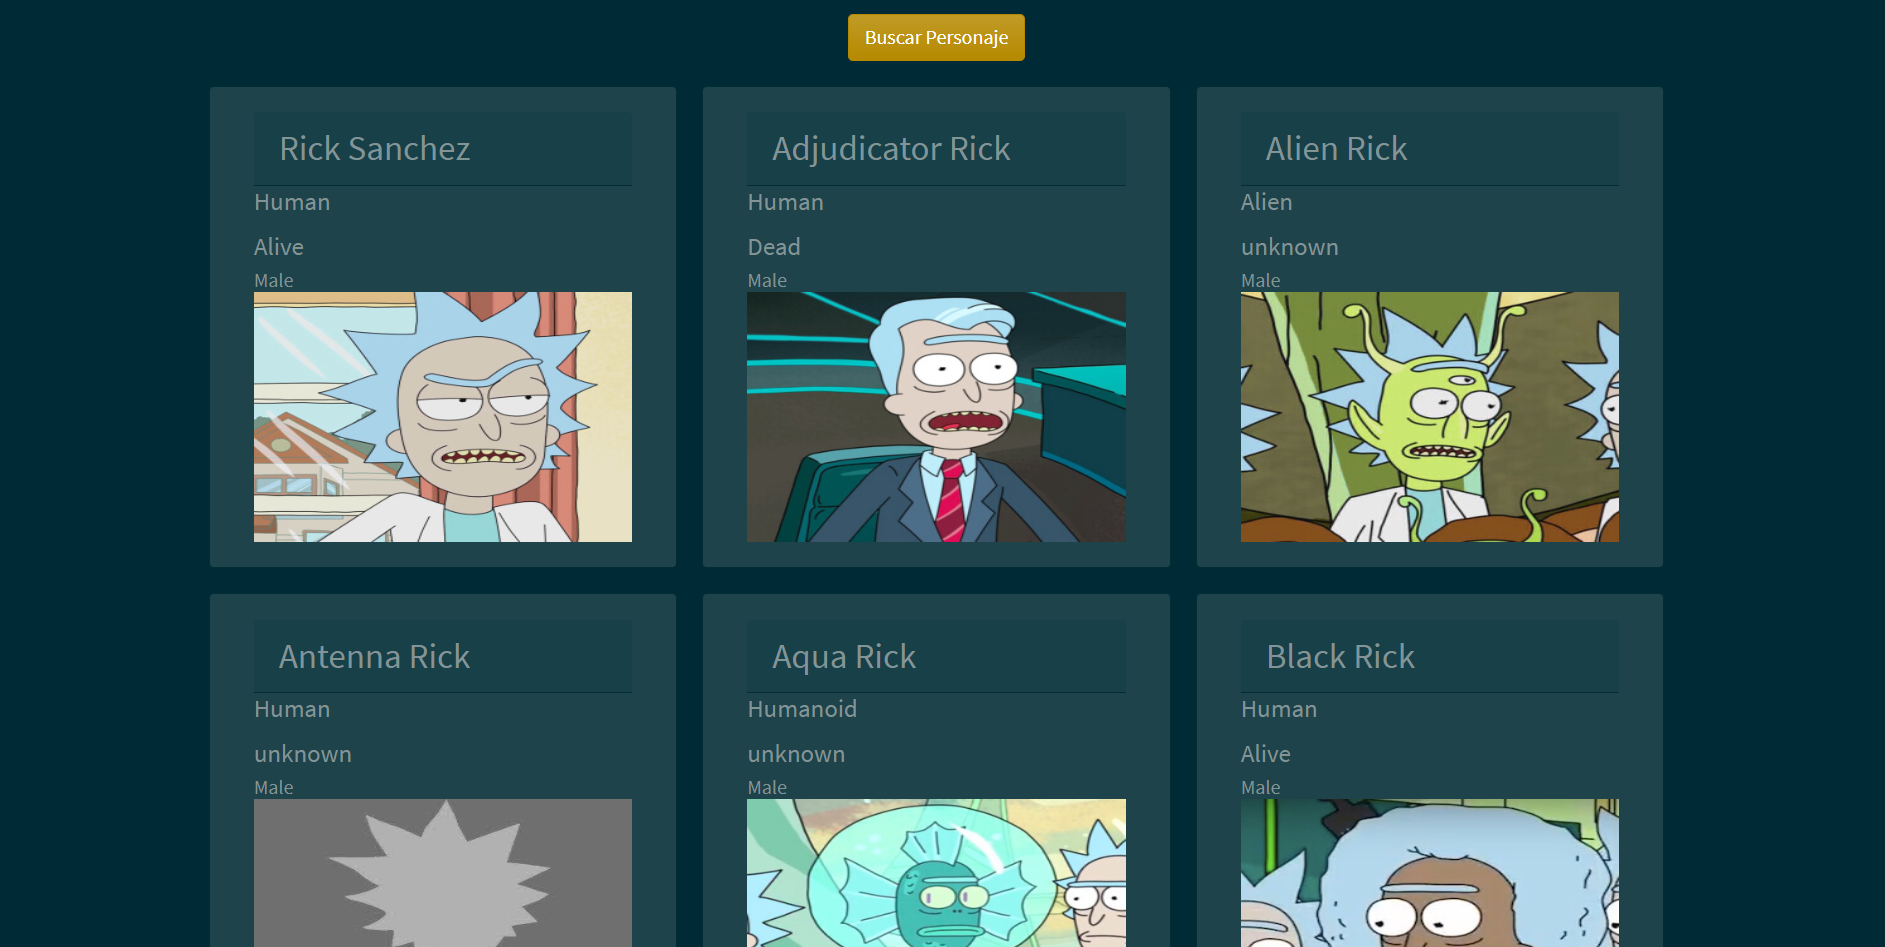 Buscar Personaje
Rick Sanchez
Human
Alive
Male
Adjudicator Rick
Human
Dead
Male
Alien Rick
Alien
unknown
Male
Antenna Rick
Human
unknown
Male
Aqua Rick
Humanoid
unknown
Male
Black Rick
Human
Alive
Male